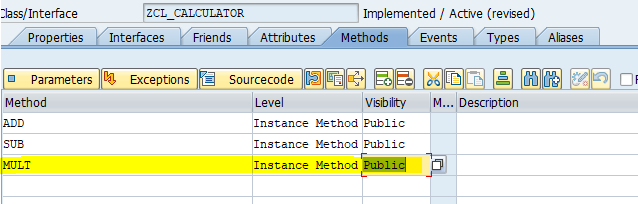 Class/Interface ZCL_CALCULATOR Implemented / Active (revised)
Properties Interfaces Friends Attributes Methods Events Types Aliases
Parameters Exceptions Sourcecode
Method Level Visibility M... Description
ADD Instance Method Public
SUB Instance Method Public
MULT Instance Method Public